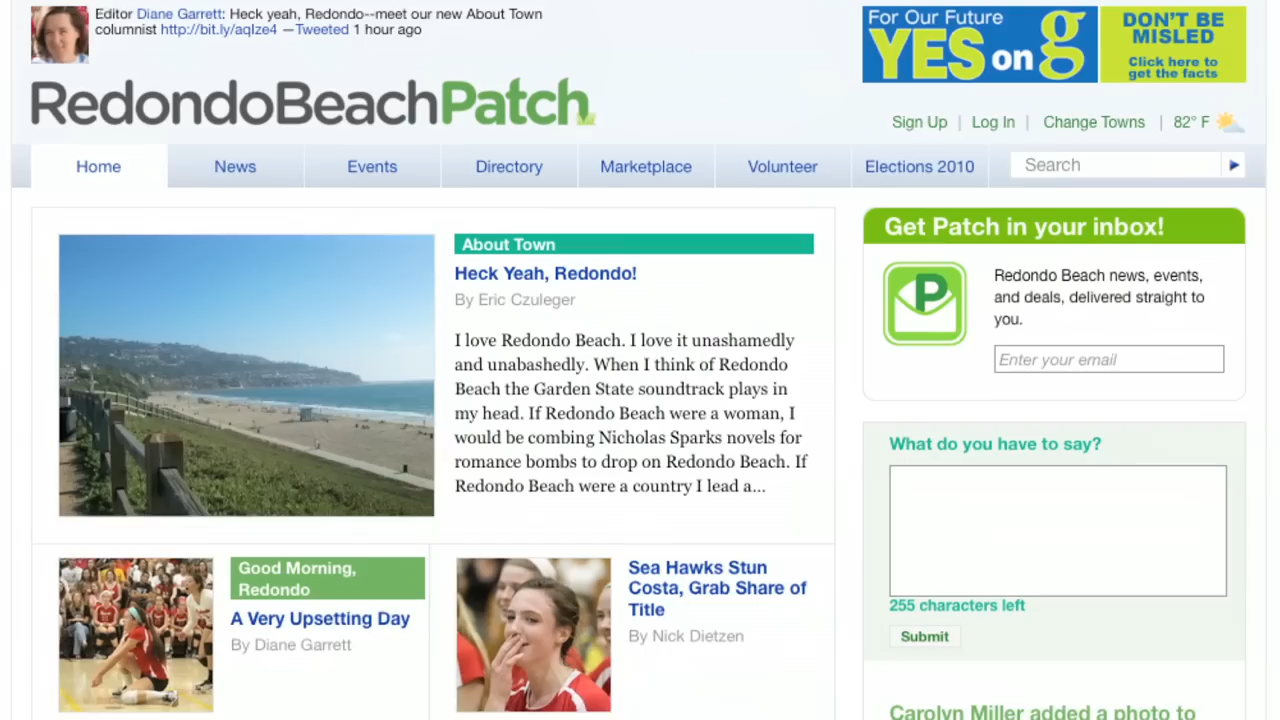 Editor Diane Garrett: Heck yeah, Redondo--meet our new About Town
columnist http://bit.ly/aqIze4 —Tweeted 1 hour ago
For Our Future
YES on g
DON'T BE
MISLED
Click here to
get the facts
RedondoBeachPatch
Sign Up | Log In | Change Towns | 82° F
Home News Events Directory Marketplace Volunteer Elections 2010 Search
About Town
Heck Yeah, Redondo!
By Eric Czuleger
I love Redondo Beach. I love it unashamedly
and unabashedly. When I think of Redondo
Beach the Garden State soundtrack plays in
my head. If Redondo Beach were a woman, I
would be combing Nicholas Sparks novels for
romance bombs to drop on Redondo Beach. If
Redondo Beach were a country I lead a...
Get Patch in your inbox!
P
Redondo Beach news, events,
and deals, delivered straight to
you.
Enter your email
What do you have to say?
255 characters left
Submit
Good Morning,
Redondo
A Very Upsetting Day
By Diane Garrett
Sea Hawks Stun
Costa, Grab Share of
Title
By Nick Dietzen
Carolyn Miller added a photo to